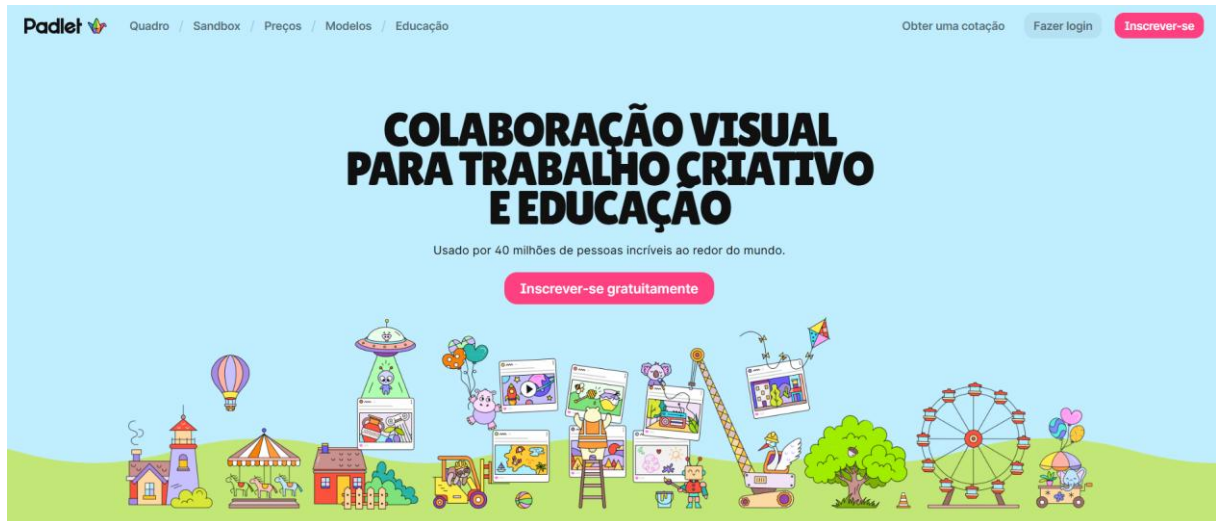 Padlet
Quadro / Sandbox / Preços / Modelos / Educação
Obter uma cotação
Fazer login
Inscrever-se
COLABORAÇÃO VISUAL
PARA TRABALHO CRIATIVO
E EDUCAÇÃO
Usado por 40 milhões de pessoas incríveis ao redor do mundo.
Inscrever-se gratuitamente